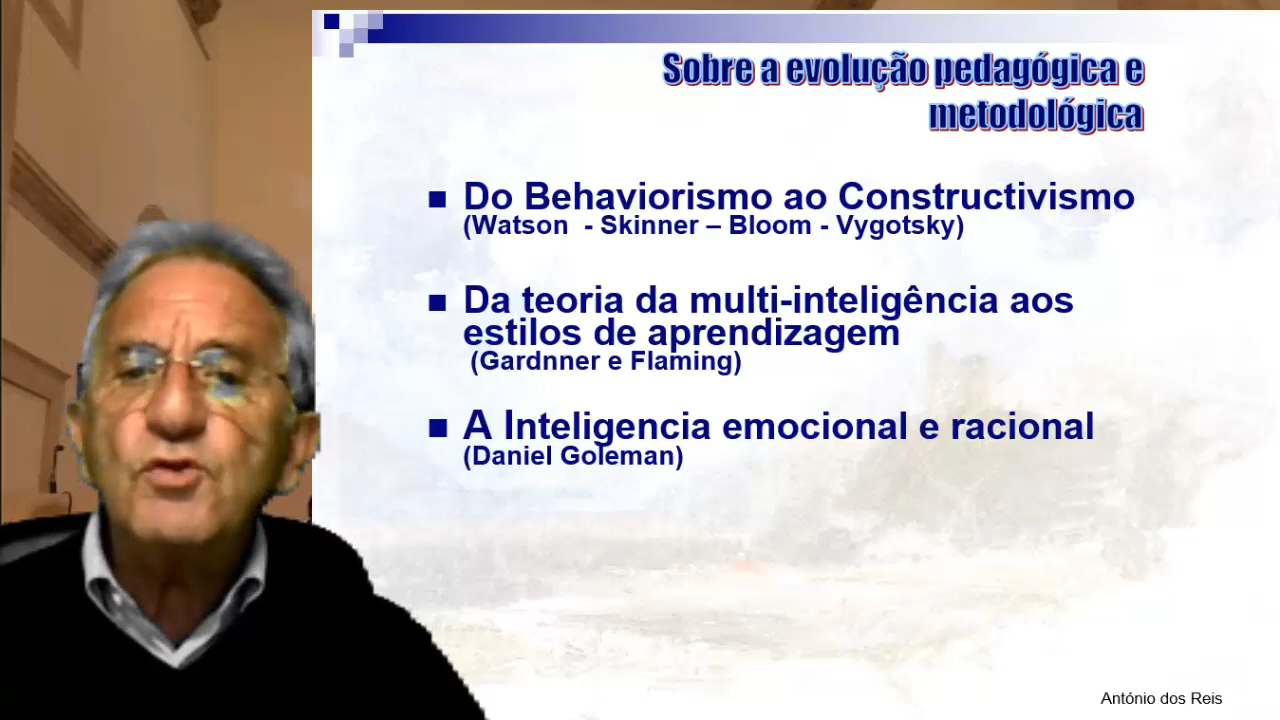 Sobre a evolução pedagógica e
metodológica
Do Behaviorismo ao Constructivismo
(Watson - Skinner – Bloom - Vygotsky)
Da teoria da multi-inteligência aos
estilos de aprendizagem
(Gardnner e Flaming)
A Inteligencia emocional e racional
(Daniel Goleman)
António dos Reis